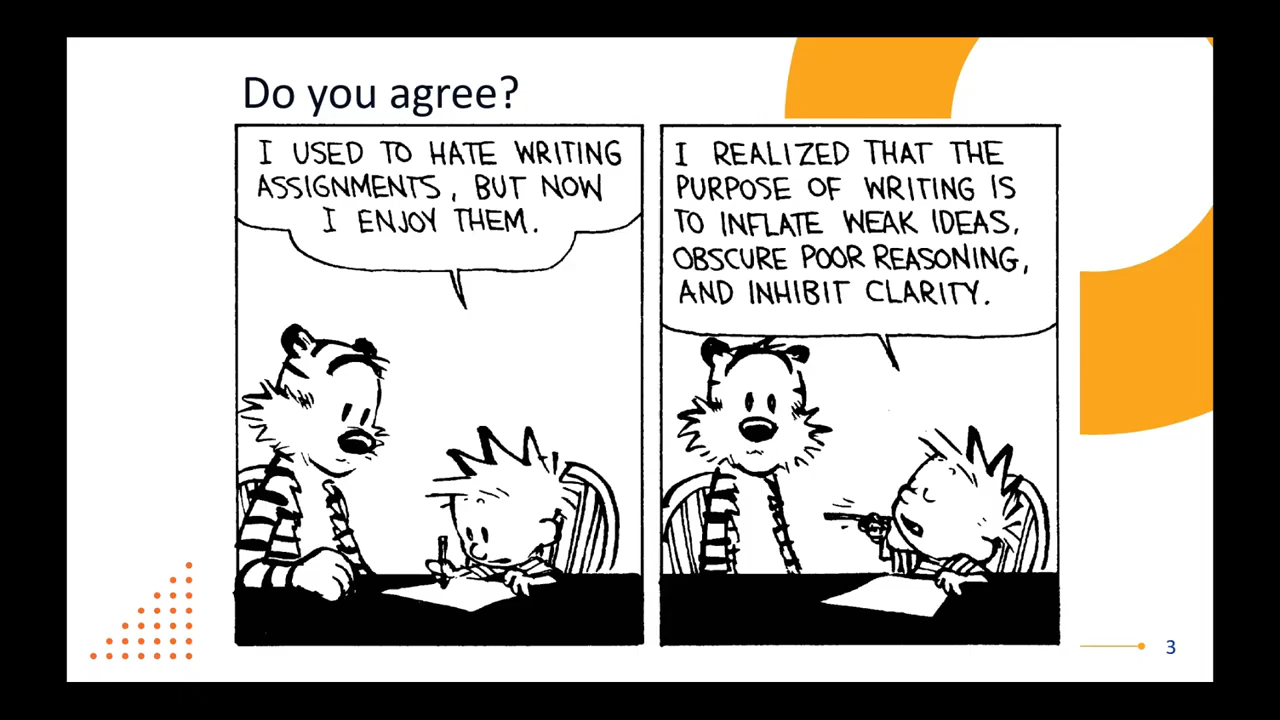 Do you agree?
I USED TO HATE WRITING
ASSIGNMENTS, BUT NOW
I ENJOY THEM.
I REALIZED THAT THE
PURPOSE OF WRITING IS
TO INFLATE WEAK IDEAS,
OBSCURE POOR REASONING,
AND INHIBIT CLARITY.
3